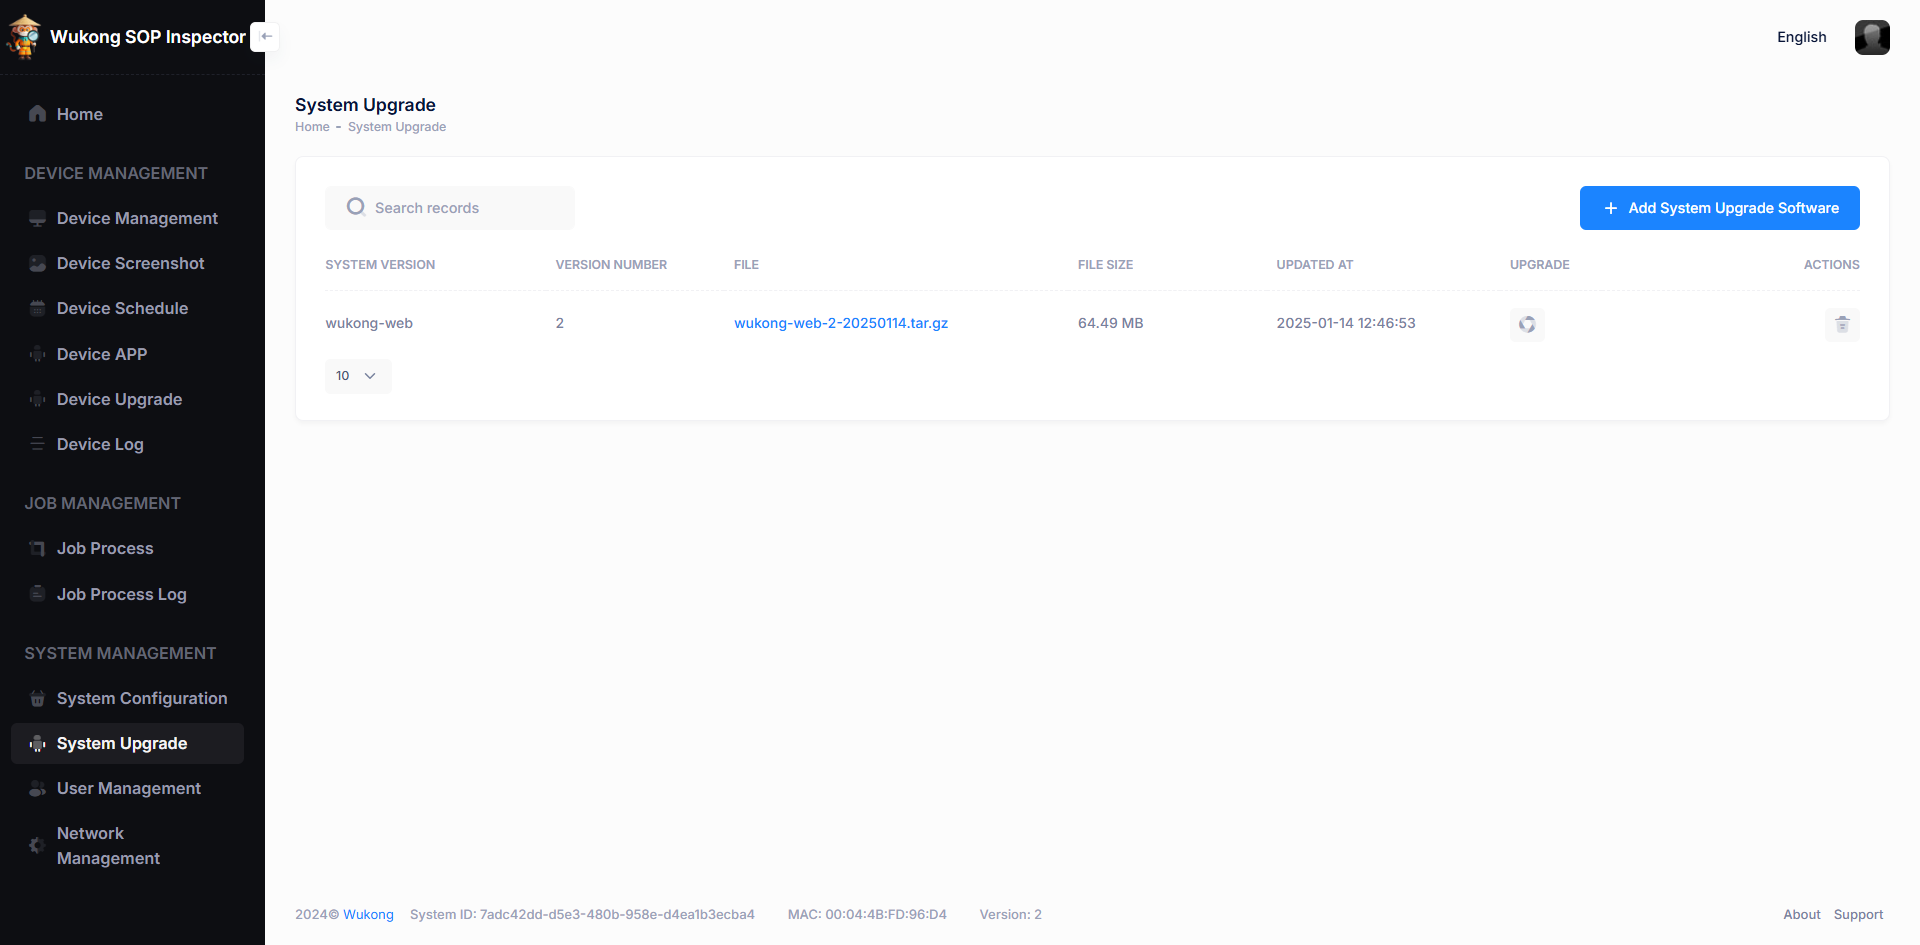 Wukong SOP Inspector
English
Home
DEVICE MANAGEMENT
Device Management
Device Screenshot
Device Schedule
Device APP
Device Upgrade
Device Log
JOB MANAGEMENT
Job Process
Job Process Log
SYSTEM MANAGEMENT
System Configuration
System Upgrade
User Management
Network
Management
System Upgrade
Home - System Upgrade
Search records
+ Add System Upgrade Software
SYSTEM VERSION VERSION NUMBER FILE FILE SIZE UPDATED AT UPGRADE ACTIONS
wukong-web 2 wukong-web-2-20250114.tar.gz 64.49 MB 2025-01-14 12:46:53
10
2024© Wukong System ID: 7adc42dd-d5e3-480b-958e-d4ea1b3ecba4 MAC: 00:04:4B:FD:96:D4 Version: 2 About Support